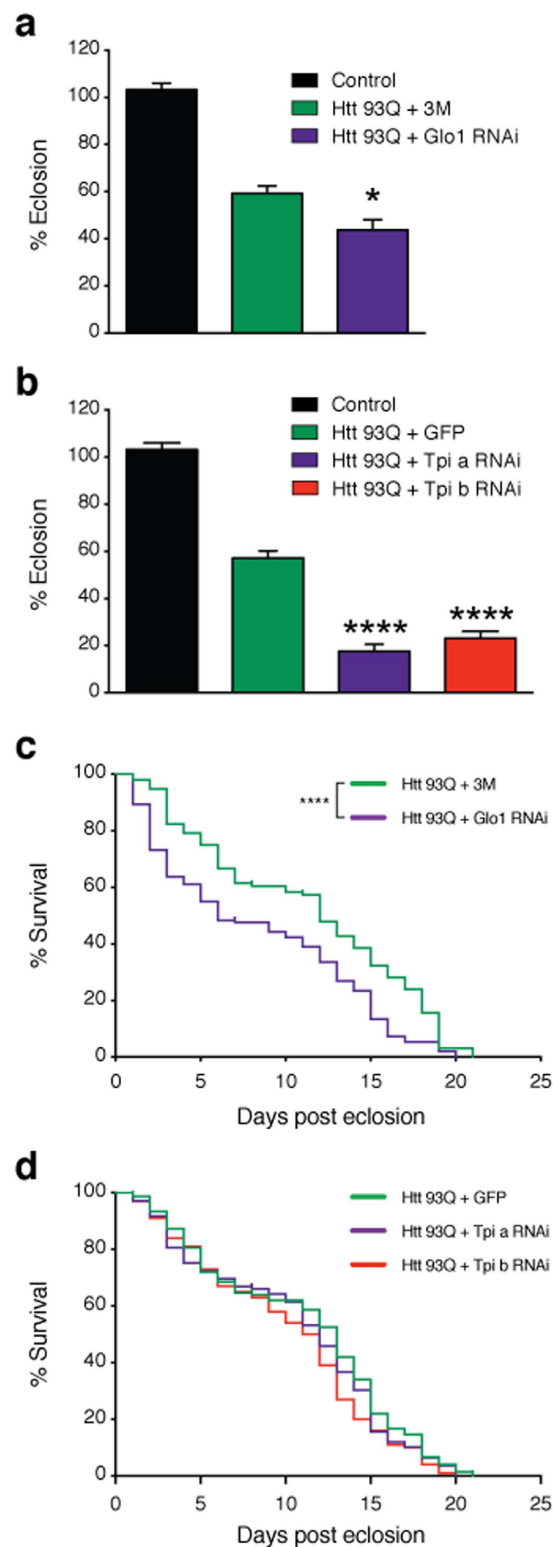 a
120
100
80
60
40
20
0
% Eclosion
Control
Htt 93Q + 3M
Htt 93Q + Glo1 RNAi
*
b
120
100
80
60
40
20
0
% Eclosion
Control
Htt 93Q + GFP
Htt 93Q + Tpi a RNAi
Htt 93Q + Tpi b RNAi
****
****
c
100
80
60
40
20
0
% Survival
Htt 93Q + 3M
****
Htt 93Q + Glo1 RNAi
0 5 10 15 20 25
Days post eclosion
d
100
80
60
40
20
0
% Survival
Htt 93Q + GFP
Htt 93Q + Tpi a RNAi
Htt 93Q + Tpi b RNAi
0 5 10 15 20 25
Days post eclosion